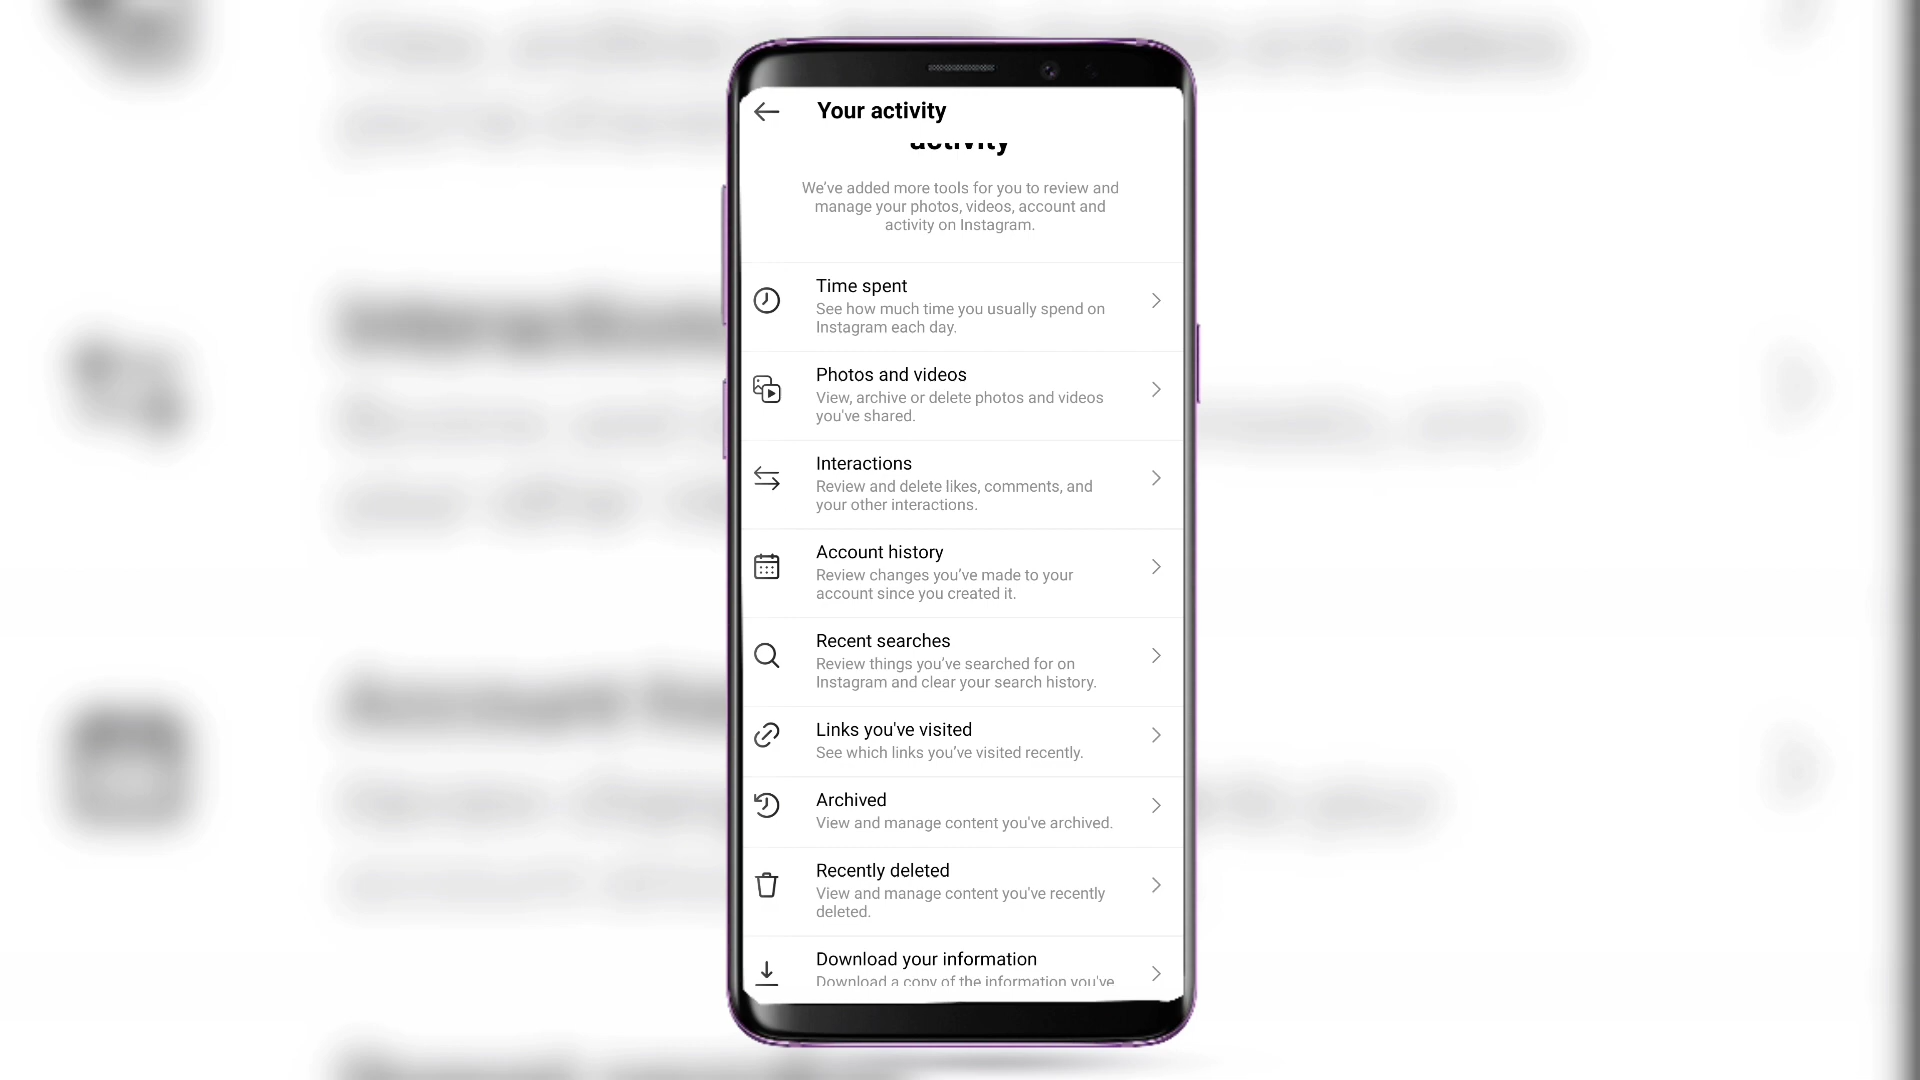 Your activity
activity
We've added more tools for you to review and
manage your photos, videos, account and
activity on Instagram.
Time spent
See how much time you usually spend on
Instagram each day.
Photos and videos
View, archive or delete photos and videos
you've shared.
Interactions
Review and delete likes, comments, and
your other interactions.
Account history
Review changes you've made to your
account since you created it.
Recent searches
Review things you've searched for on
Instagram and clear your search history.
Links you've visited
See which links you've visited recently.
Archived
View and manage content you've archived.
Recently deleted
View and manage content you've recently
deleted.
Download your information
Download a copy of the information you've